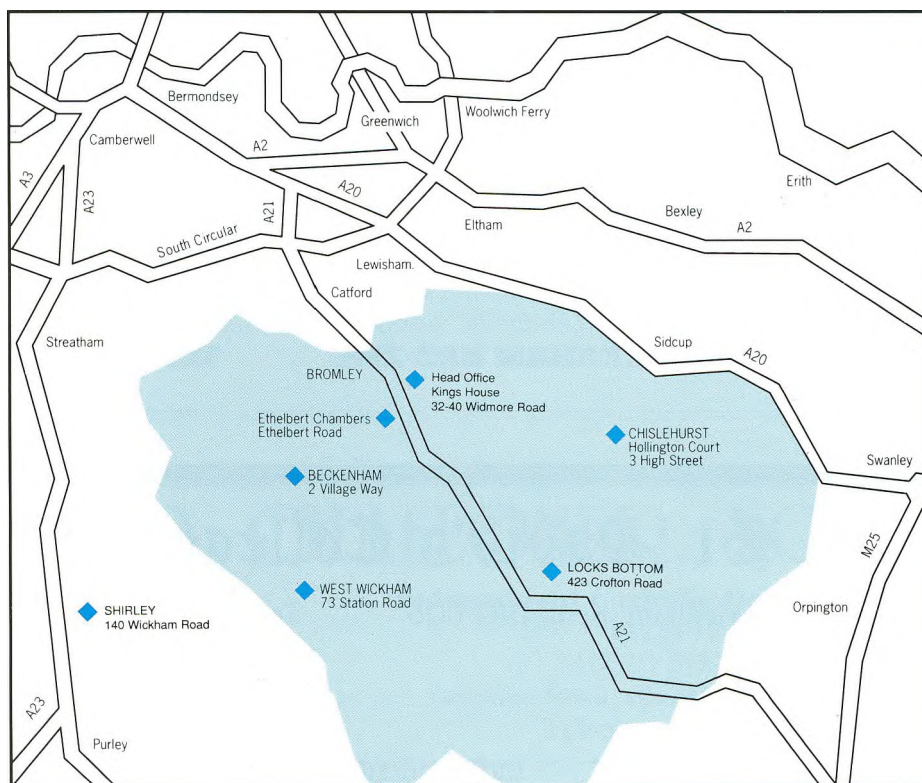 Bermondsey
Greenwich
Woolwich Ferry
Camberwell
A2
A3
A23
A20
Erith
A21
Bexley
A2
Eltham
South Circular
Lewisham.
Catford
Streatham
Sidcup
A20
BROMLEY
Head Office
Kings House
32-40 Widmore Road
Ethelbert Chambers
Ethelbert Road
CHISLEHURST
Hollington Court
3 High Street
Swanley
BECKENHAM
2 Village Way
M25
LOCKS BOTTOM
423 Crofton Road
WEST WICKHAM
73 Station Road
SHIRLEY
140 Wickham Road
Orpington
A21
A23
Purley